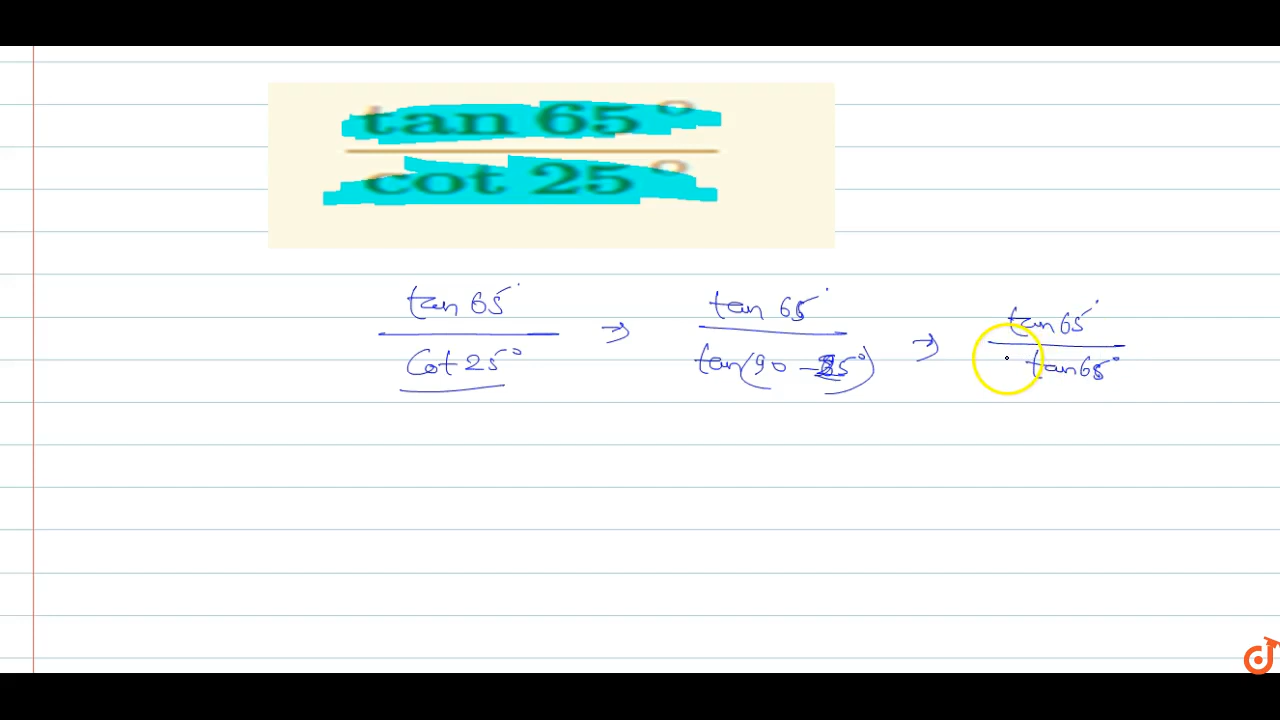 tan 65°
cot 25°
tan 65° ⇒ tan 65° ⇒ tan 65°
Cot 25° tan(90 - 25°) tan 65°